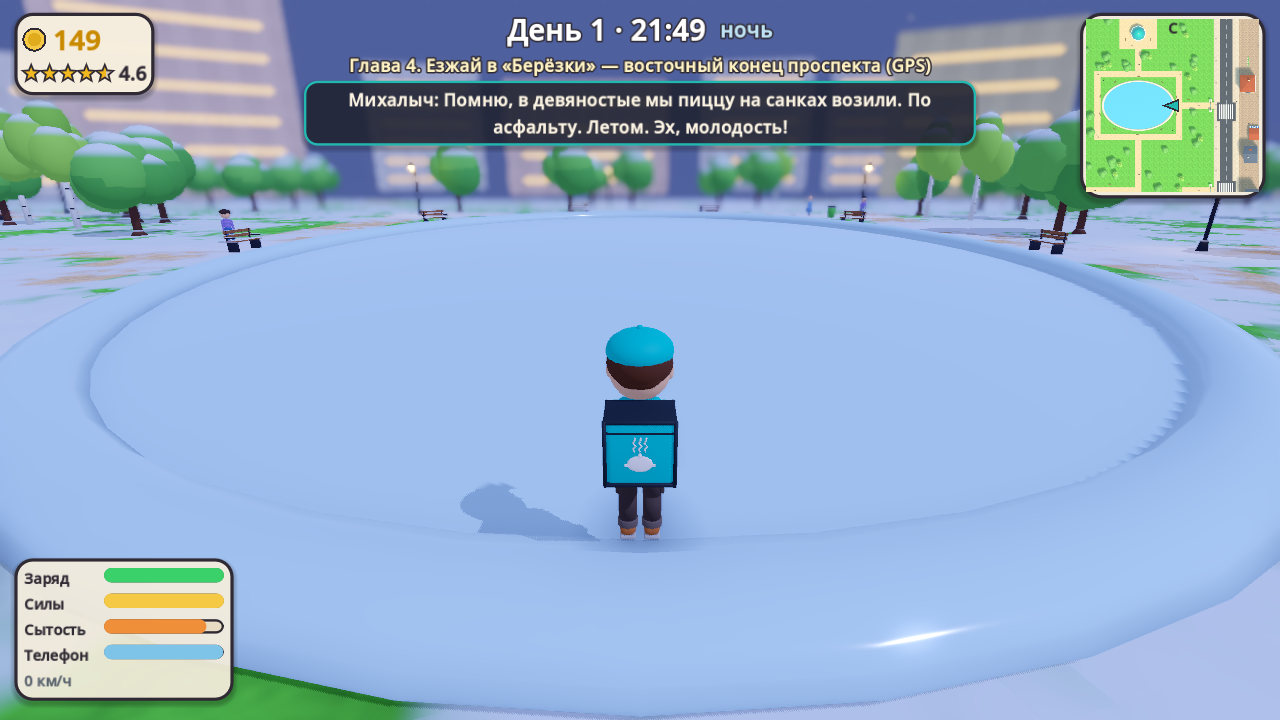 149
4.6
День 1 · 21:49 ночь
Глава 4. Езжай в «Берёзки» — восточный конец проспекта (GPS)
Михалыч: Помню, в девяностые мы пиццу на санках возили. По
асфальту. Летом. Эх, молодость!
С
Заряд
Силы
Сытость
Телефон
0 км/ч